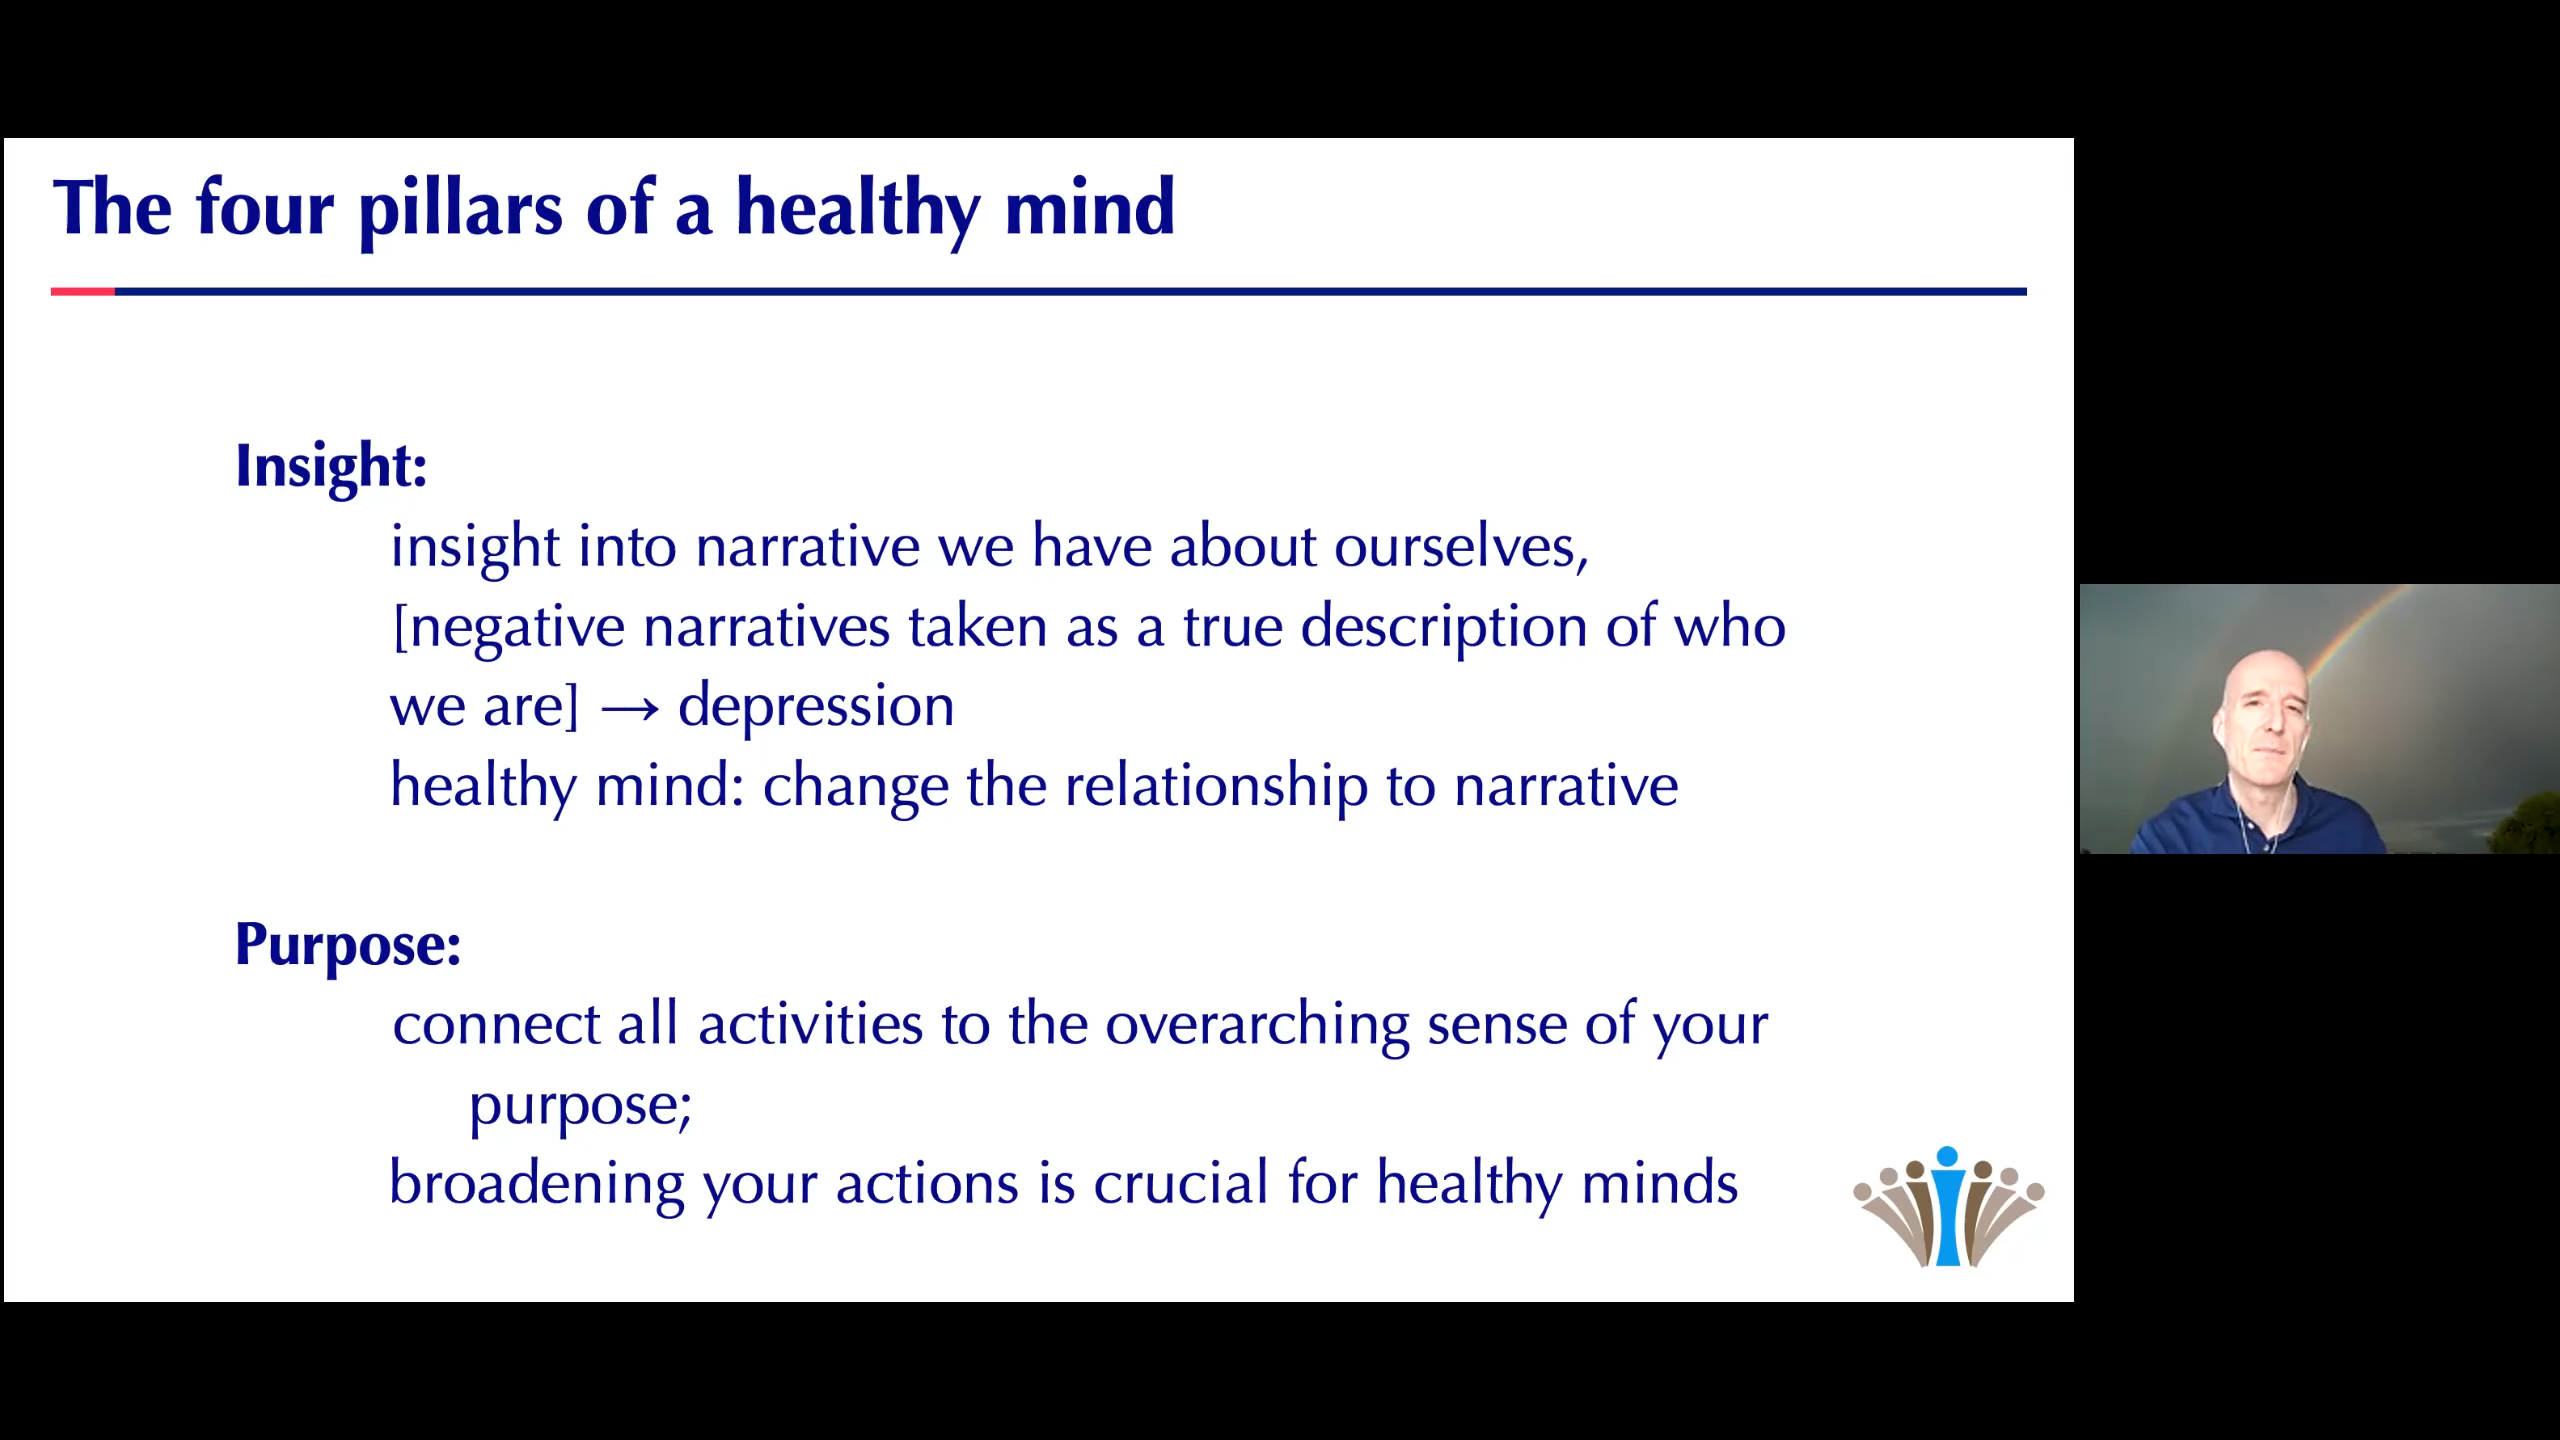 The four pillars of a healthy mind
Insight:
insight into narrative we have about ourselves,
[negative narratives taken as a true description of who
we are] → depression
healthy mind: change the relationship to narrative
Purpose:
connect all activities to the overarching sense of your
purpose;
broadening your actions is crucial for healthy minds